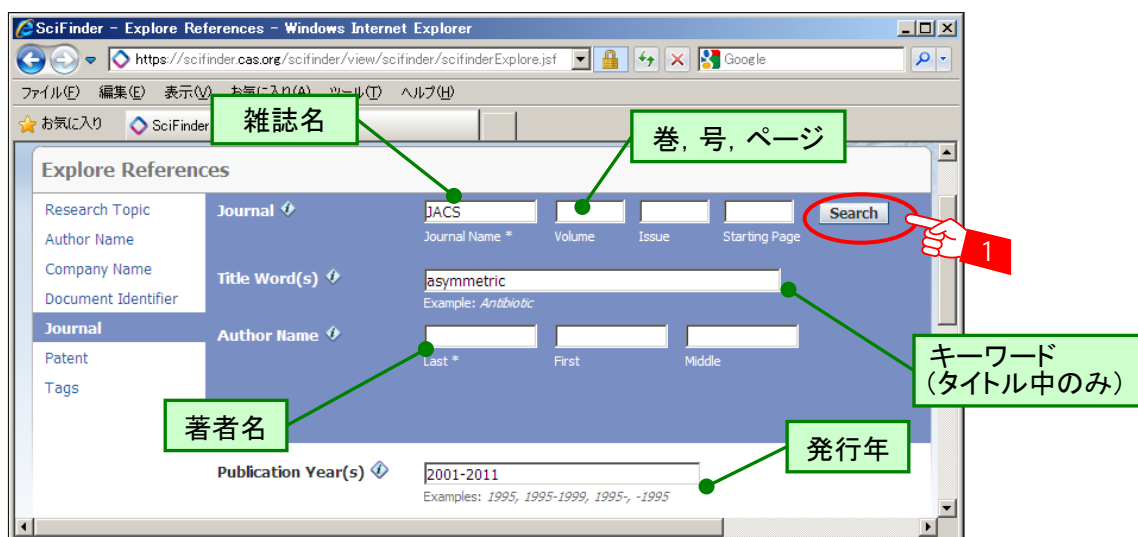 SciFinder - Explore References - Windows Internet Explorer
https://scifinder.cas.org/scifinder/view/scifinder/scifinderExplore.jsf
Google
ファイル(F) 編集(E) 表示(V) お気に入り(A) ツール(T) ヘルプ(H)
お気に入り SciFinder
雑誌名
巻, 号, ページ
Explore References
Research Topic
Author Name
Company Name
Document Identifier
Journal
Patent
Tags
Journal JACS Search
Journal Name * Volume Issue Starting Page
1
Title Word(s) asymmetric
Example: Antibiotic
Author Name
Last * First Middle
キーワード
(タイトル中のみ)
著者名
発行年
Publication Year(s) 2001-2011
Examples: 1995, 1995-1999, 1995-, -1995